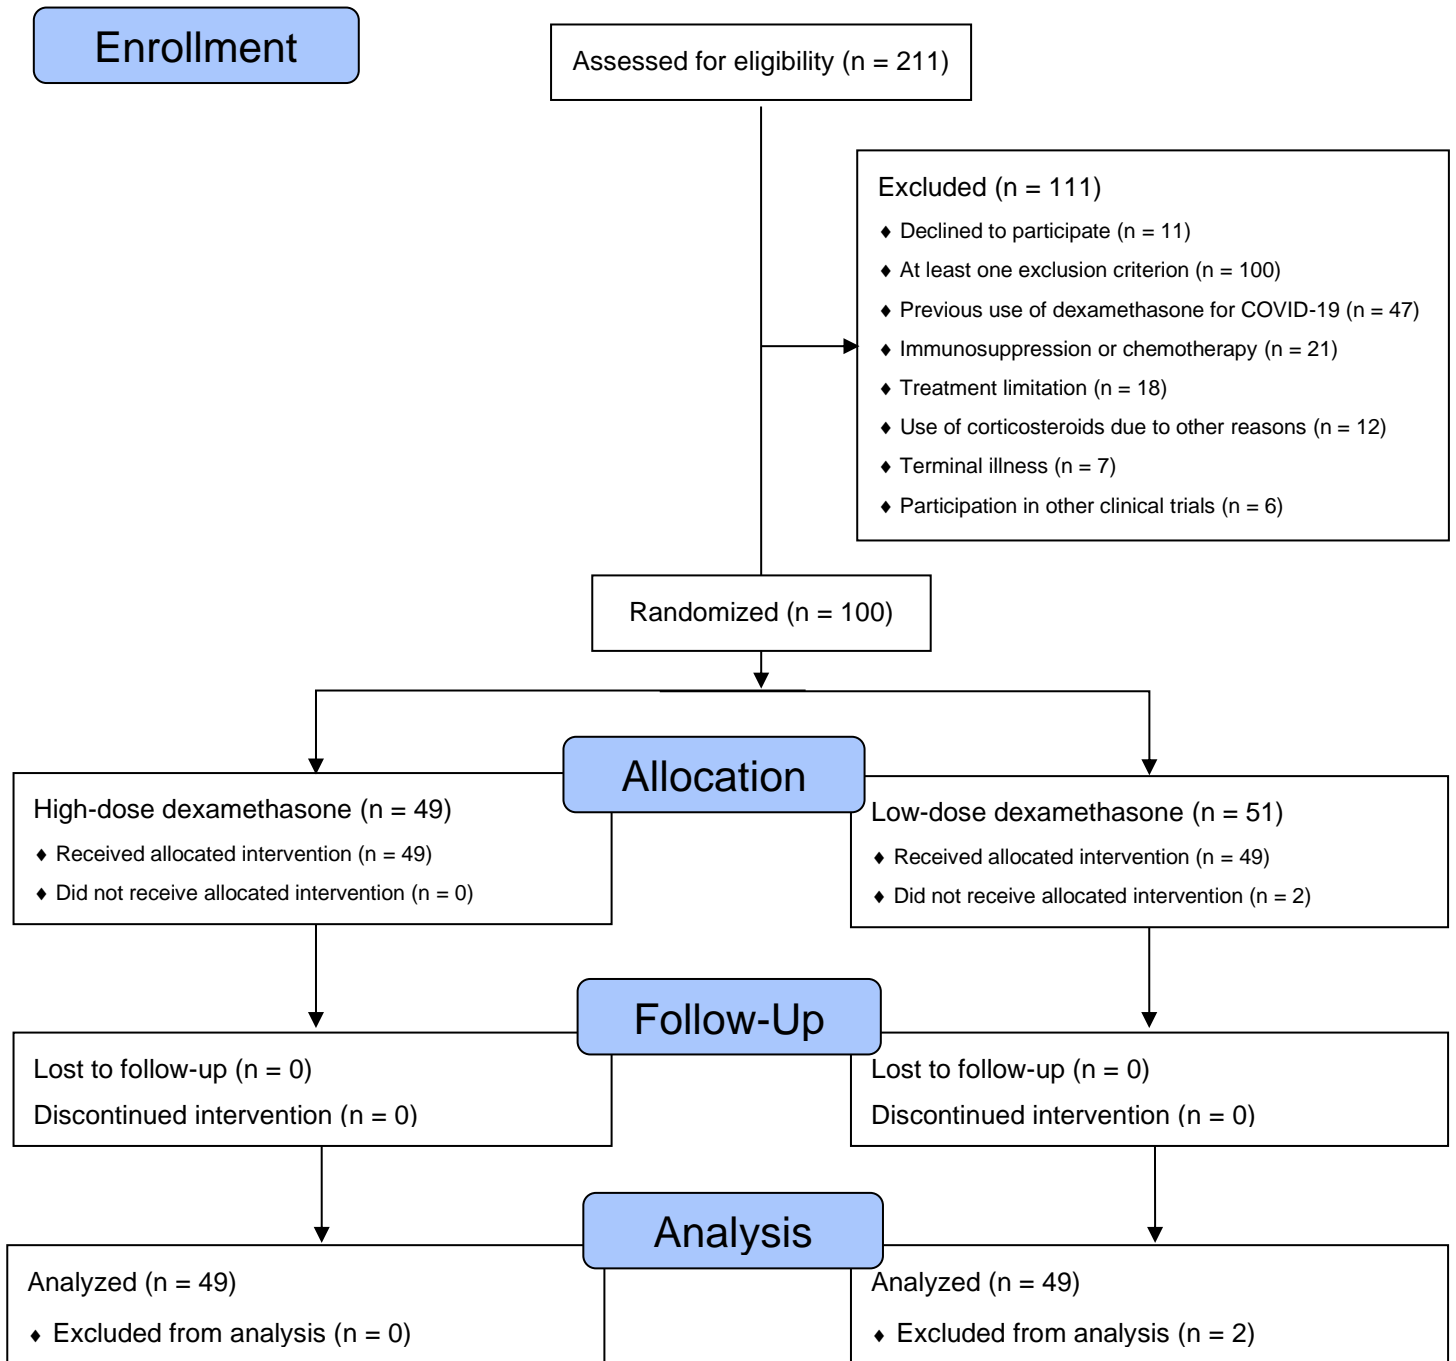 Enrollment
Assessed for eligibility (n = 211)
Excluded (n = 111)
♦ Declined to participate (n = 11)
♦ At least one exclusion criterion (n = 100)
♦ Previous use of dexamethasone for COVID-19 (n = 47)
♦ Immunosuppression or chemotherapy (n = 21)
♦ Treatment limitation (n = 18)
♦ Use of corticosteroids due to other reasons (n = 12)
♦ Terminal illness (n = 7)
♦ Participation in other clinical trials (n = 6)
Randomized (n = 100)
Allocation
High-dose dexamethasone (n = 49)
♦ Received allocated intervention (n = 49)
♦ Did not receive allocated intervention (n = 0)
Low-dose dexamethasone (n = 51)
♦ Received allocated intervention (n = 49)
♦ Did not receive allocated intervention (n = 2)
Follow-Up
Lost to follow-up (n = 0)
Discontinued intervention (n = 0)
Lost to follow-up (n = 0)
Discontinued intervention (n = 0)
Analysis
Analyzed (n = 49)
♦ Excluded from analysis (n = 0)
Analyzed (n = 49)
♦ Excluded from analysis (n = 2)